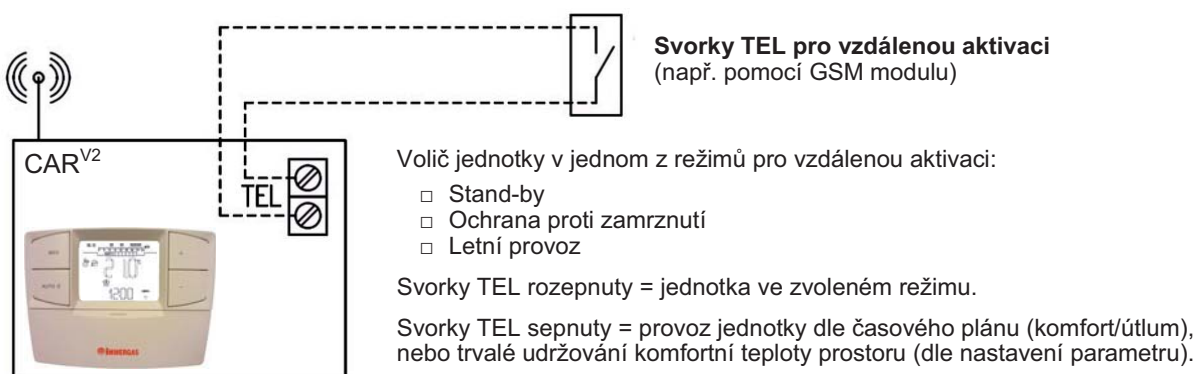 Svorky TEL pro vzdálenou aktivaci
(např. pomocí GSM modulu)
CARV2
TEL
Volič jednotky v jednom z režimů pro vzdálenou aktivaci:
□ Stand-by
□ Ochrana proti zamrznutí
□ Letní provoz
Svorky TEL rozepnuty = jednotka ve zvoleném režimu.
Svorky TEL sepnuty = provoz jednotky dle časového plánu (komfort/útlum),
nebo trvalé udržování komfortní teploty prostoru (dle nastavení parametru).
IMMERGAS